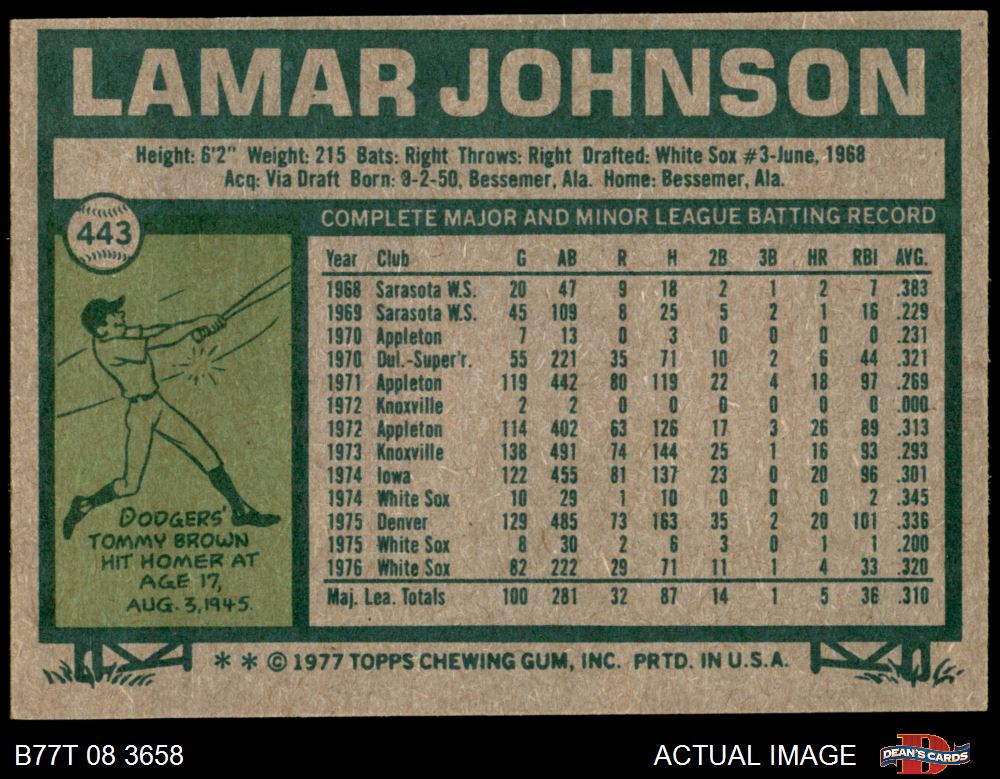 LAMAR JOHNSON
Height: 6'2" Weight: 215 Bats: Right Throws: Right Drafted: White Sox #3-June, 1968
Acq: Via Draft Born: 9-2-50, Bessemer, Ala. Home: Bessemer, Ala.
443
COMPLETE MAJOR AND MINOR LEAGUE BATTING RECORD
Year Club G AB R H 2B 3B HR RBI AVG.
1968 Sarasota W.S. 20 47 9 18 2 1 2 7 .383
1969 Sarasota W.S. 45 109 8 25 5 2 1 16 .229
1970 Appleton 7 13 0 3 0 0 0 0 .231
1970 Dul.-Super'r. 55 221 35 71 10 2 6 44 .321
1971 Appleton 119 442 80 119 22 4 18 97 .269
1972 Knoxville 2 2 0 0 0 0 0 0 .000
1972 Appleton 114 402 63 126 17 3 26 89 .313
1973 Knoxville 138 491 74 144 25 1 16 93 .293
1974 Iowa 122 455 81 137 23 0 20 96 .301
1974 White Sox 10 29 1 10 0 0 0 2 .345
1975 Denver 129 485 73 163 35 2 20 101 .336
1975 White Sox 8 30 2 6 3 0 1 1 .200
1976 White Sox 82 222 29 71 11 1 4 33 .320
Maj. Lea. Totals 100 281 32 87 14 1 5 36 .310
DODGERS'
TOMMY BROWN
HIT HOMER AT
AGE 17,
AUG. 3, 1945.
* * © 1977 TOPPS CHEWING GUM, INC. PRTD. IN U.S.A.
B77T 08 3658
ACTUAL IMAGE
D
DEAN'S CARDS